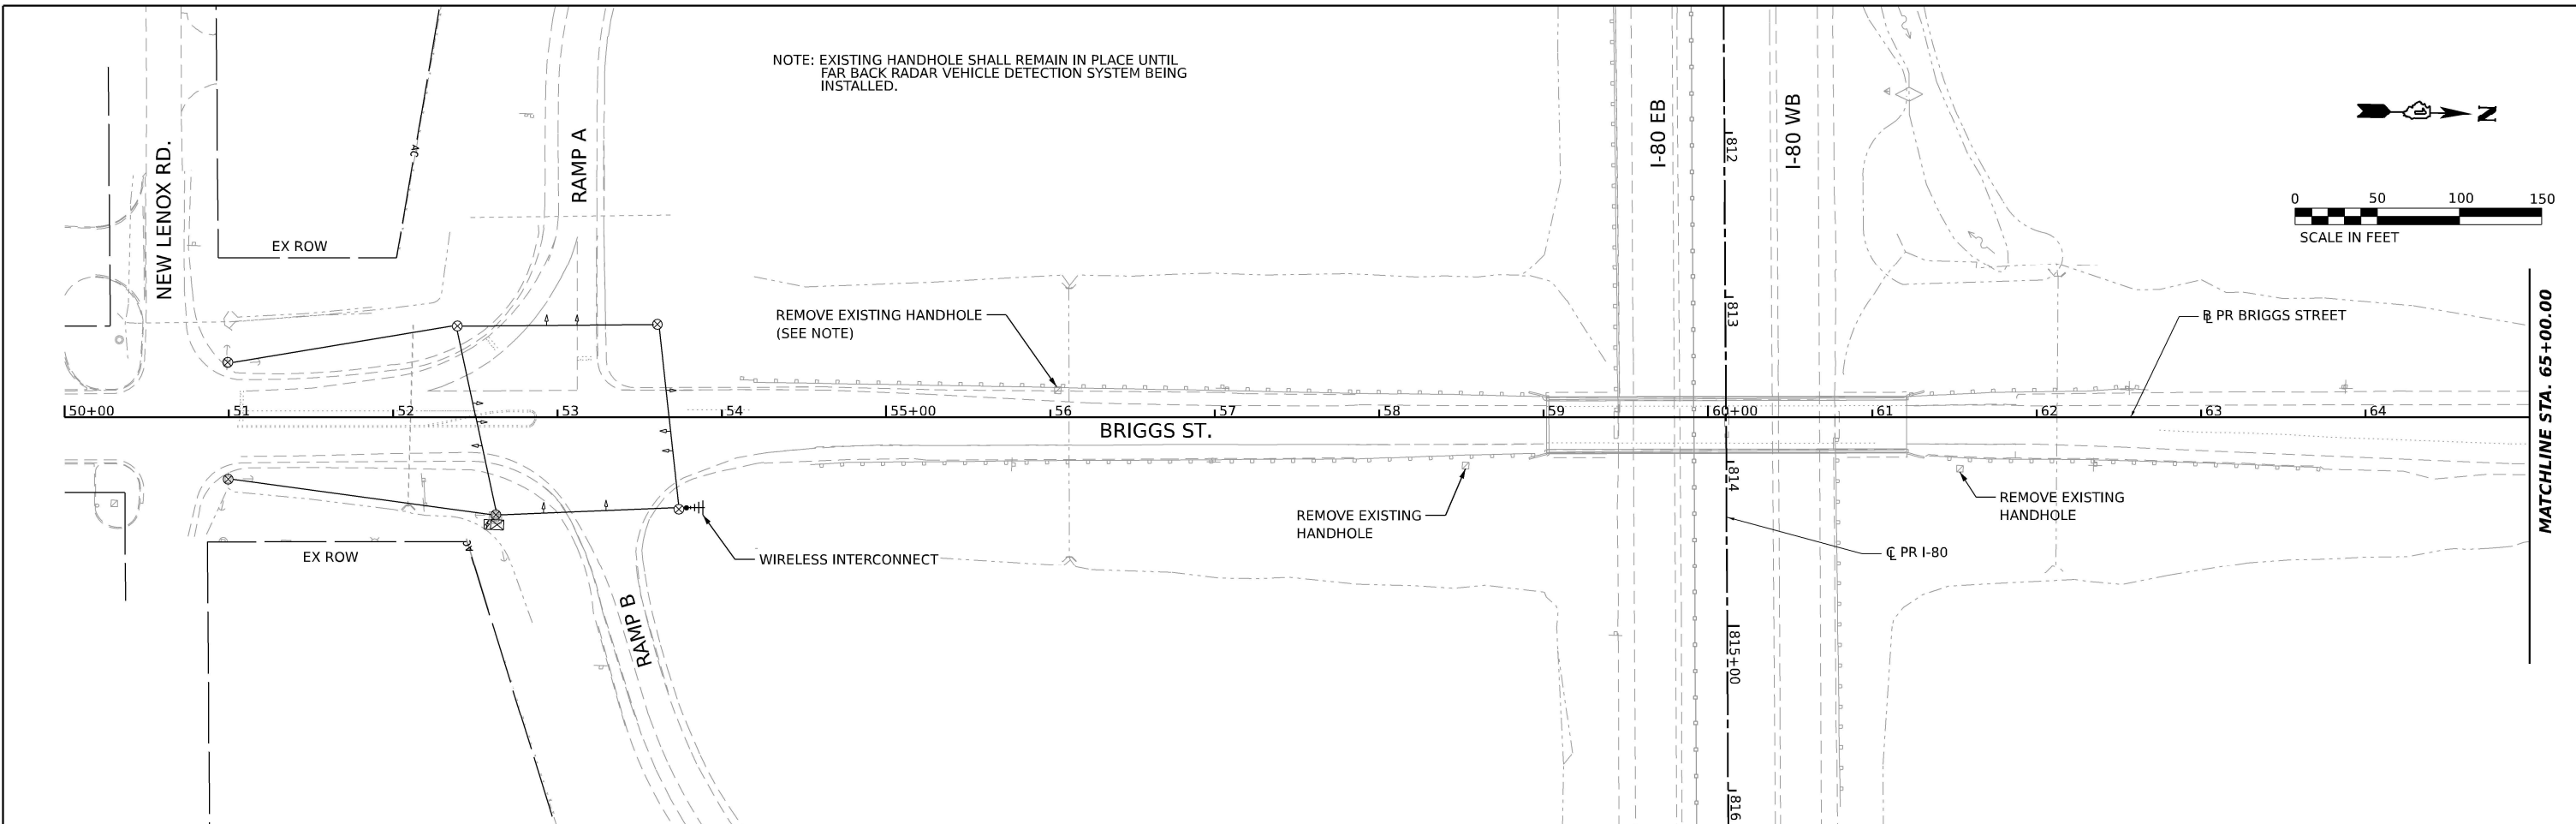 NOTE: EXISTING HANDHOLE SHALL REMAIN IN PLACE UNTIL
FAR BACK RADAR VEHICLE DETECTION SYSTEM BEING
INSTALLED.
NEW LENOX RD.
RAMP A
AC
EX ROW
I-80 EB
I-80 WB
812
N
0 50 100 150
SCALE IN FEET
REMOVE EXISTING HANDHOLE
(SEE NOTE)
813
℄ PR I-80
B PR BRIGGS STREET
MATCHLINE STA. 65+00.00
50+00 51 52 53 54 55+00 56 57 58 59 60+00 61 62 63 64
BRIGGS ST.
814
REMOVE EXISTING
HANDHOLE
REMOVE EXISTING
HANDHOLE
WIRELESS INTERCONNECT
EX ROW
AC
RAMP B
815+00
816